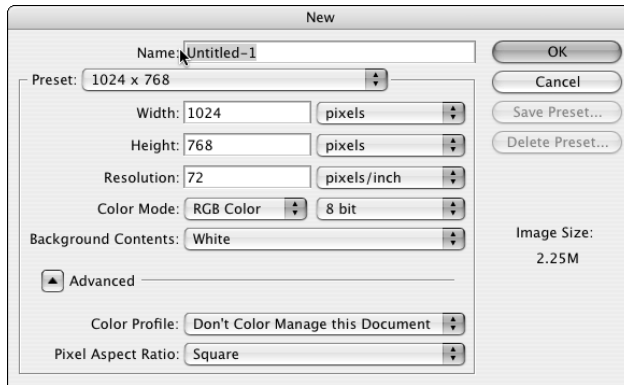 New
Name: Untitled-1
OK
Preset: 1024 x 768
Cancel
Width: 1024 pixels
Save Preset...
Height: 768 pixels
Delete Preset...
Resolution: 72 pixels/inch
Color Mode: RGB Color 8 bit
Background Contents: White
Image Size:
2.25M
Advanced
Color Profile: Don't Color Manage this Document
Pixel Aspect Ratio: Square